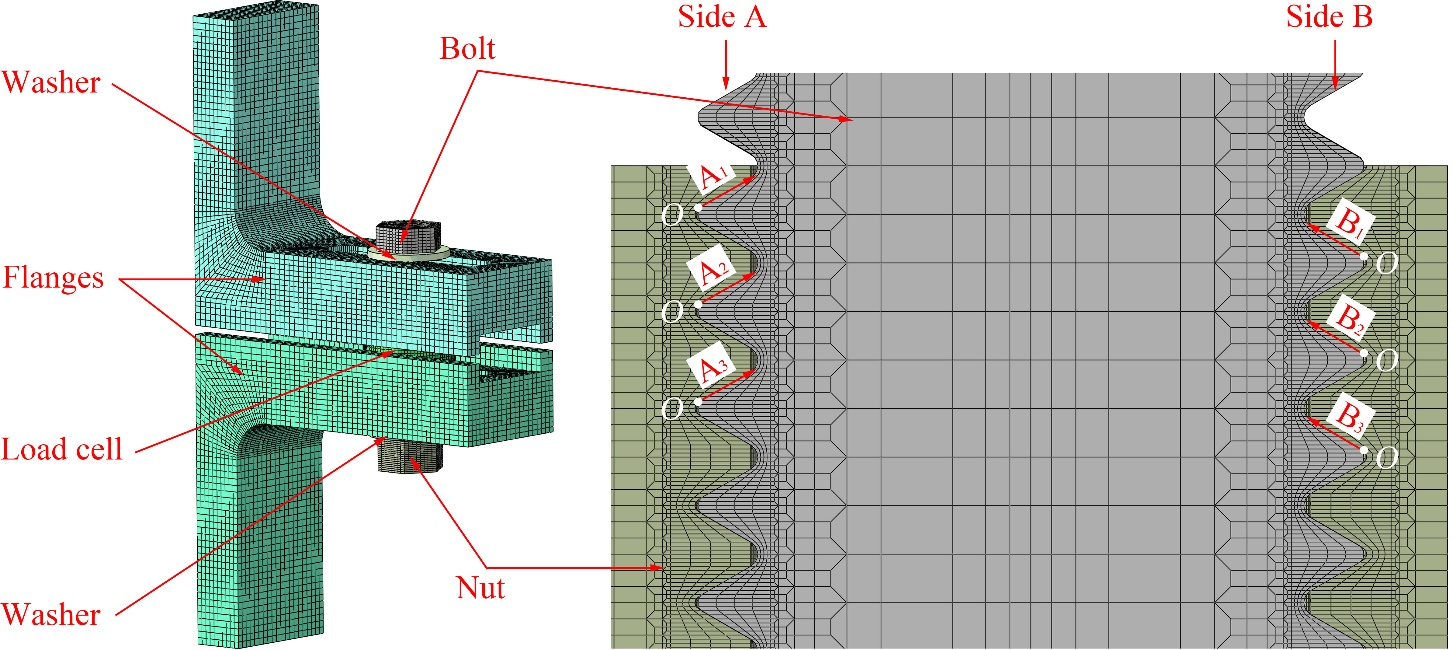 Side A
Side B
Bolt
Washer
A₁
O
B₁
O
Flanges
A₂
O
B₂
O
A₃
O
B₃
O
Load cell
Nut
Washer